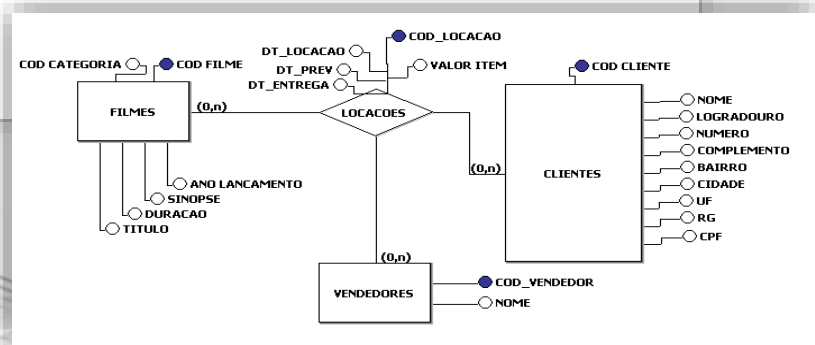 COD CATEGORIA
COD FILME
FILMES
(0,n)
ANO LANCAMENTO
SINOPSE
DURACAO
TITULO
COD_LOCACAO
DT_LOCACAO
VALOR ITEM
DT_PREV
DT_ENTREGA
LOCACOES
(0,n)
COD CLIENTE
CLIENTES
NOME
LOGRADOURO
NUMERO
COMPLEMENTO
BAIRRO
CIDADE
UF
RG
CPF
(0,n)
VENDEDORES
COD_VENDEDOR
NOME